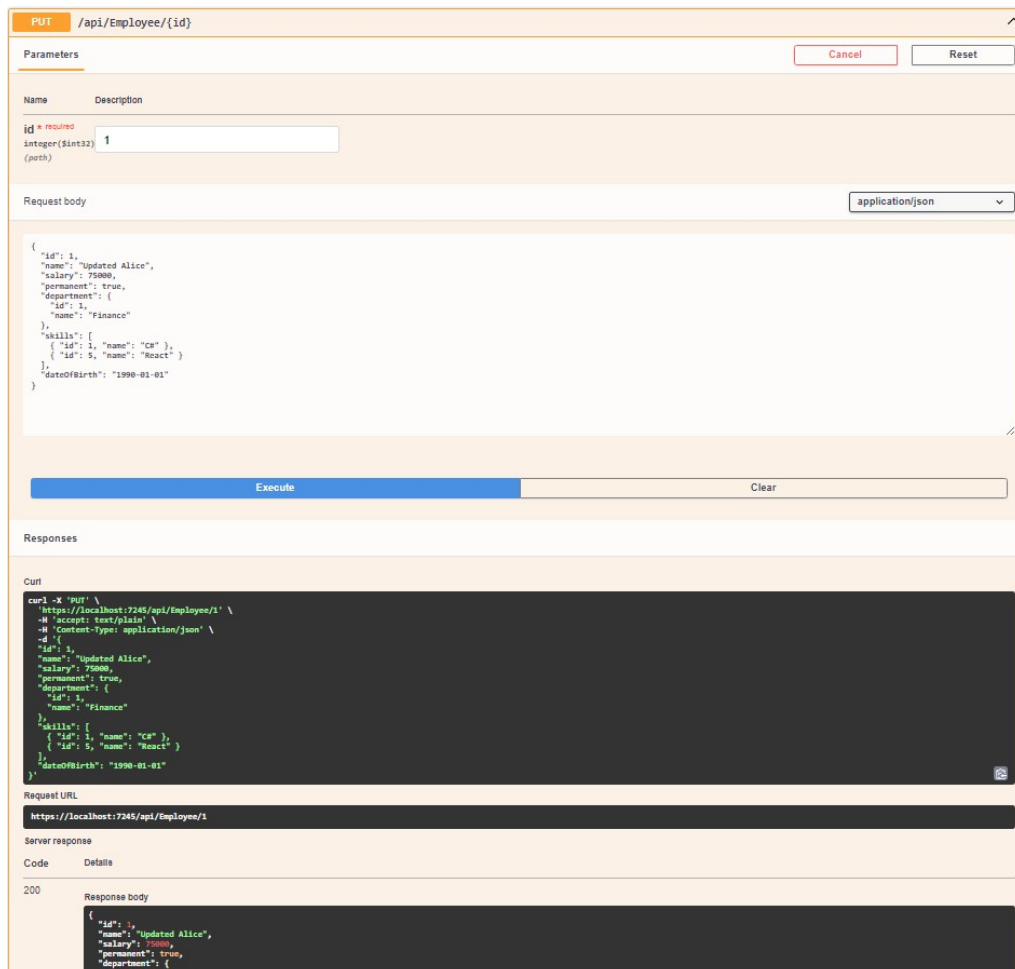 PUT /api/Employee/{id}
Parameters
Cancel Reset
Name Description
id * required
integer($int32)
(path)
1
Request body
application/json
{
"id": 1,
"name": "Updated Alice",
"salary": 75000,
"permanent": true,
"department": {
"id": 1,
"name": "Finance"
},
"skills": [
{ "id": 1, "name": "C#" },
{ "id": 5, "name": "React" }
],
"dateOfBirth": "1990-01-01"
}
Execute Clear
Responses
Curl
curl -X 'PUT' \
'https://localhost:7245/api/Employee/1' \
-H 'accept: text/plain' \
-H 'Content-Type: application/json' \
-d '{
"id": 1,
"name": "Updated Alice",
"salary": 75000,
"permanent": true,
"department": {
"id": 1,
"name": "Finance"
},
"skills": [
{ "id": 1, "name": "C#" },
{ "id": 5, "name": "React" }
],
"dateOfBirth": "1990-01-01"
}'
Request URL
https://localhost:7245/api/Employee/1
Server response
Code Details
200
Response body
{
"id": 1,
"name": "Updated Alice",
"salary": 75000,
"permanent": true,
"department": {